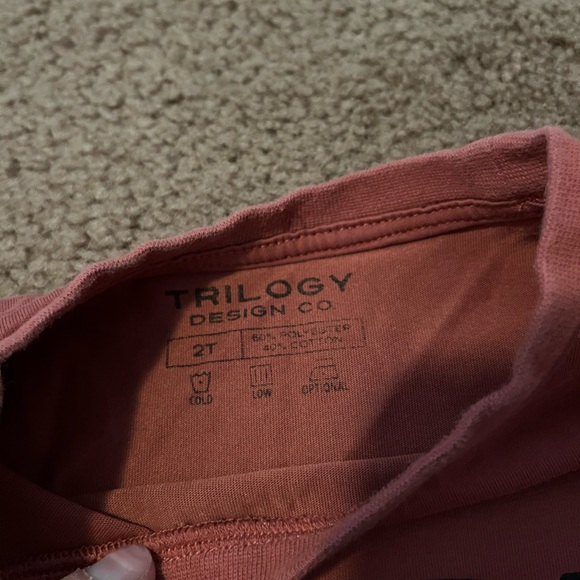 TRILOGY
DESIGN CO.
2T
60% POLYESTER
40% COTTON
COLD
LOW
OPTIONAL